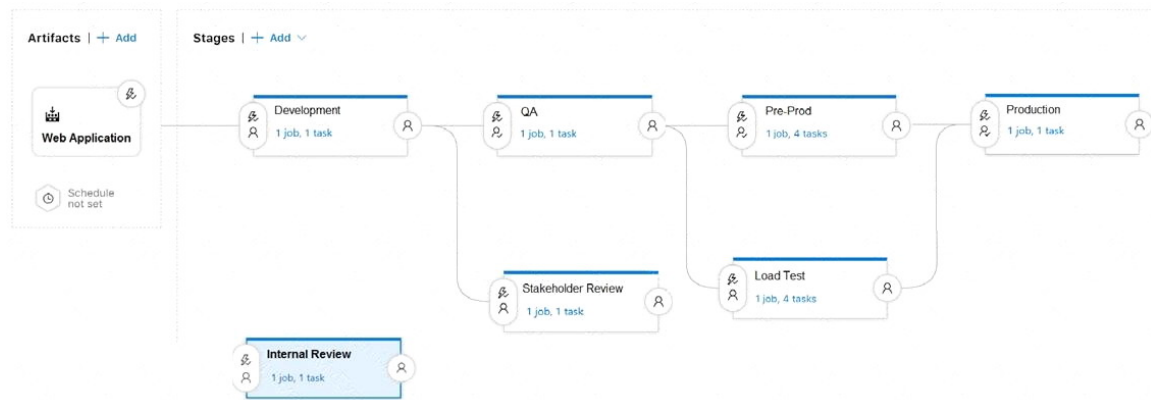 Artifacts | + Add
Stages | + Add
Web Application
Schedule
not set
Development
1 job, 1 task
QA
1 job, 1 task
Pre-Prod
1 job, 4 tasks
Production
1 job, 1 task
Stakeholder Review
1 job, 1 task
Load Test
1 job, 4 tasks
Internal Review
1 job, 1 task